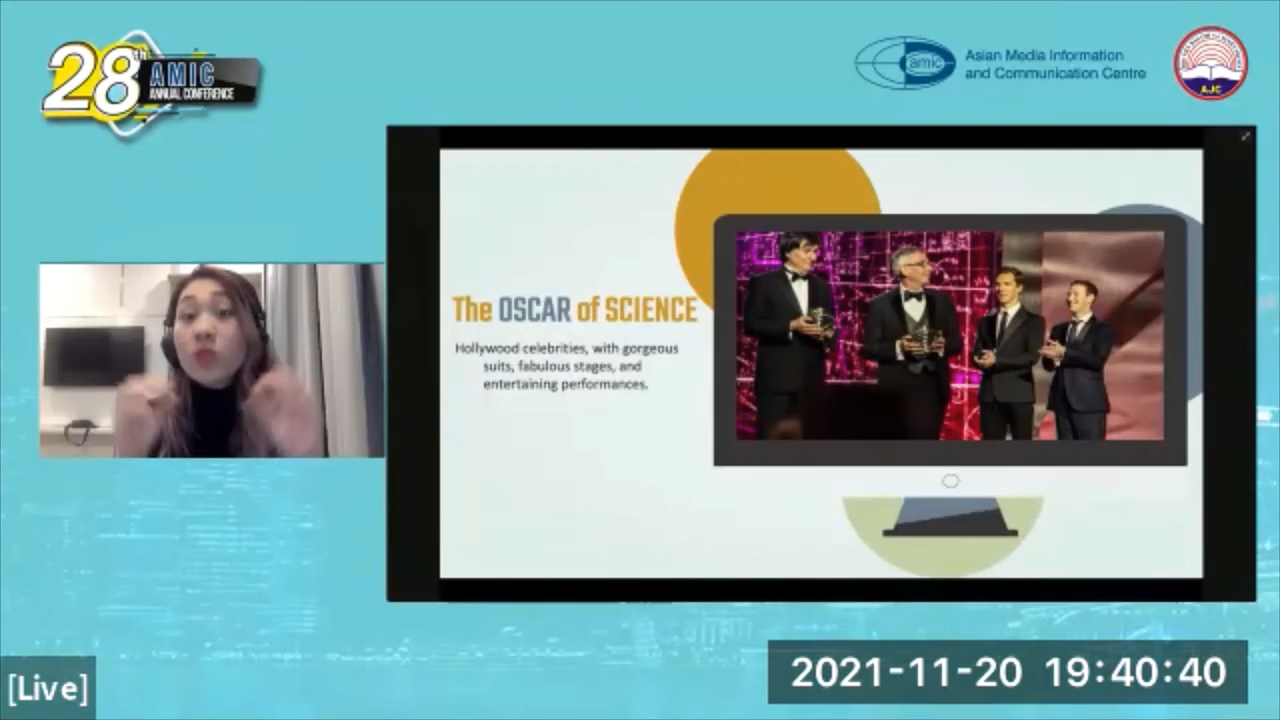 28th
AMIC
ANNUAL CONFERENCE
amic
Asian Media Information
and Communication Centre
AJC
The OSCAR of SCIENCE
Hollywood celebrities, with gorgeous
suits, fabulous stages, and
entertaining performances.
[Live]
2021-11-20 19:40:40